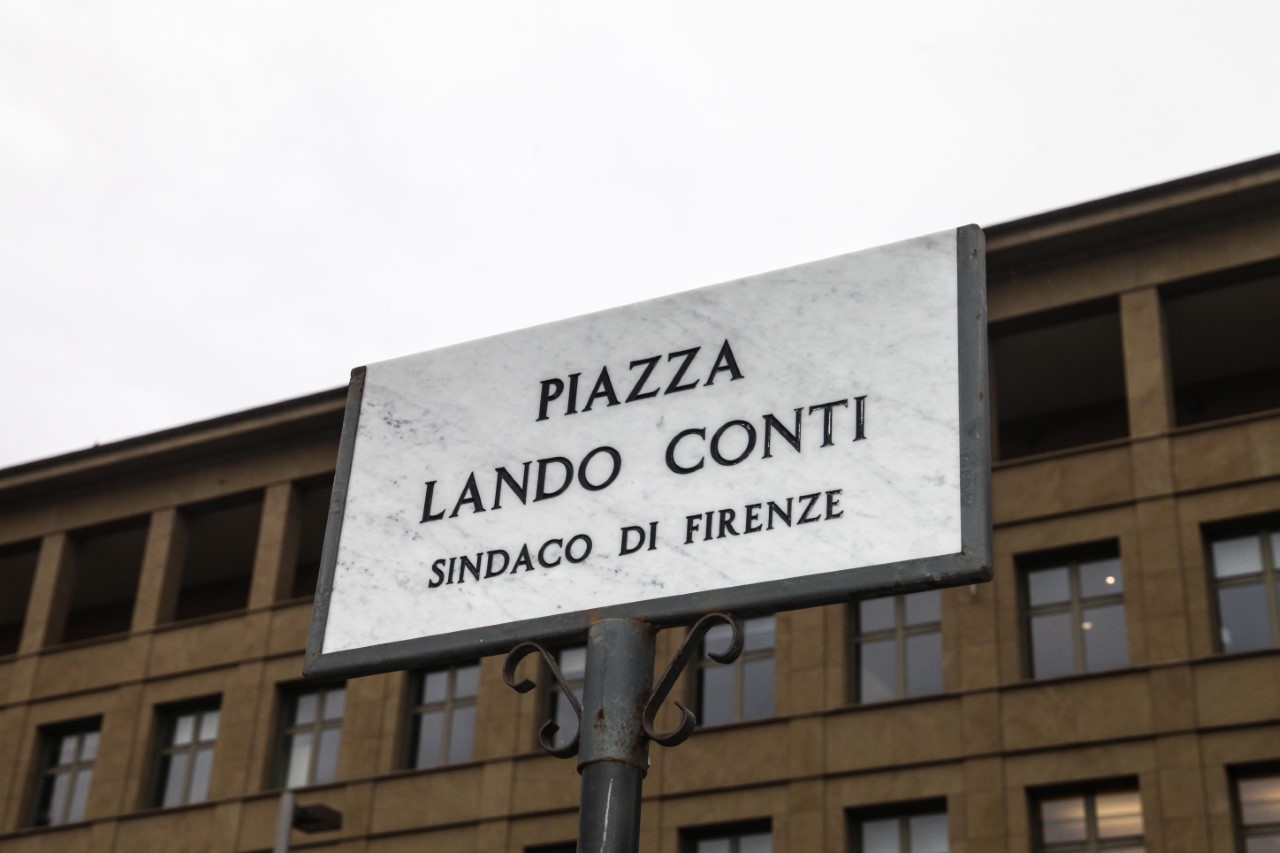 PIAZZA
LANDO CONTI
SINDACO DI FIRENZE